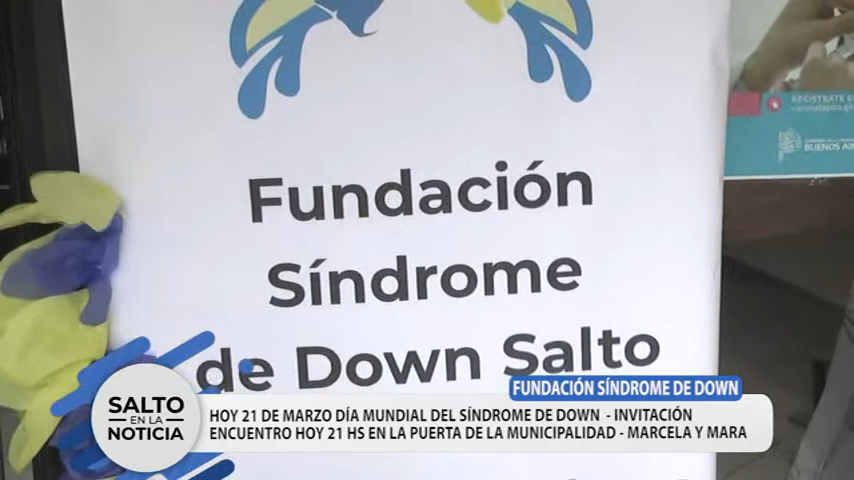 REGISTRATE E
BUENOS AI
Fundación
Síndrome
de Down Salto
FUNDACIÓN SÍNDROME DE DOWN
SALTO
EN LA
NOTICIA
HOY 21 DE MARZO DÍA MUNDIAL DEL SÍNDROME DE DOWN - INVITACIÓN
ENCUENTRO HOY 21 HS EN LA PUERTA DE LA MUNICIPALIDAD - MARCELA Y MARA